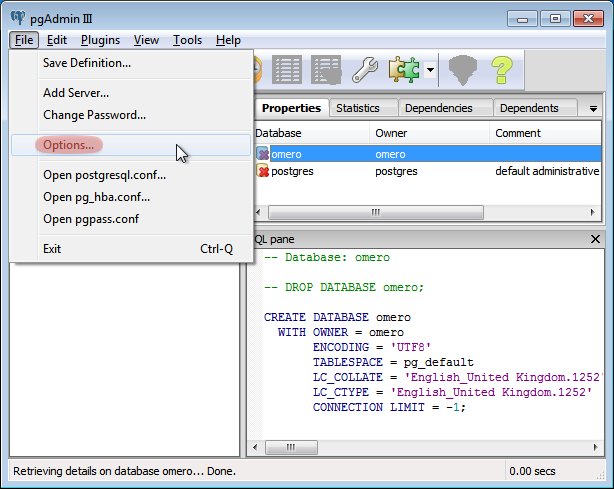 pgAdmin III
File Edit Plugins View Tools Help
Save Definition...
Add Server...
Change Password...
Options...
Open postgresql.conf...
Open pg_hba.conf...
Open pgpass.conf
Exit Ctrl-Q
Properties Statistics Dependencies Dependents
Database Owner Comment
omero omero
postgres postgres default administrative
QL pane
-- Database: omero
-- DROP DATABASE omero;
CREATE DATABASE omero
WITH OWNER = omero
ENCODING = 'UTF8'
TABLESPACE = pg_default
LC_COLLATE = 'English_United Kingdom.1252'
LC_CTYPE = 'English_United Kingdom.1252'
CONNECTION LIMIT = -1;
Retrieving details on database omero... Done. 0.00 secs